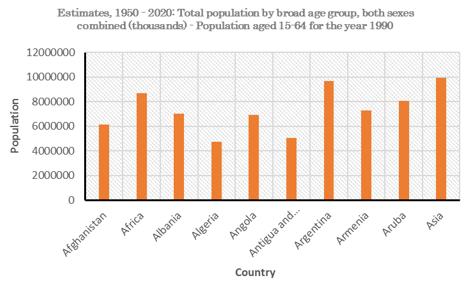 Estimates, 1950 - 2020: Total population by broad age group, both sexes
combined (thousands) - Population aged 15-64 for the year 1990
12000000
10000000
8000000
6000000
4000000
2000000
0
Population
Afghanistan
Africa
Albania
Algeria
Angola
Antigua and...
Argentina
Armenia
Aruba
Asia
Country